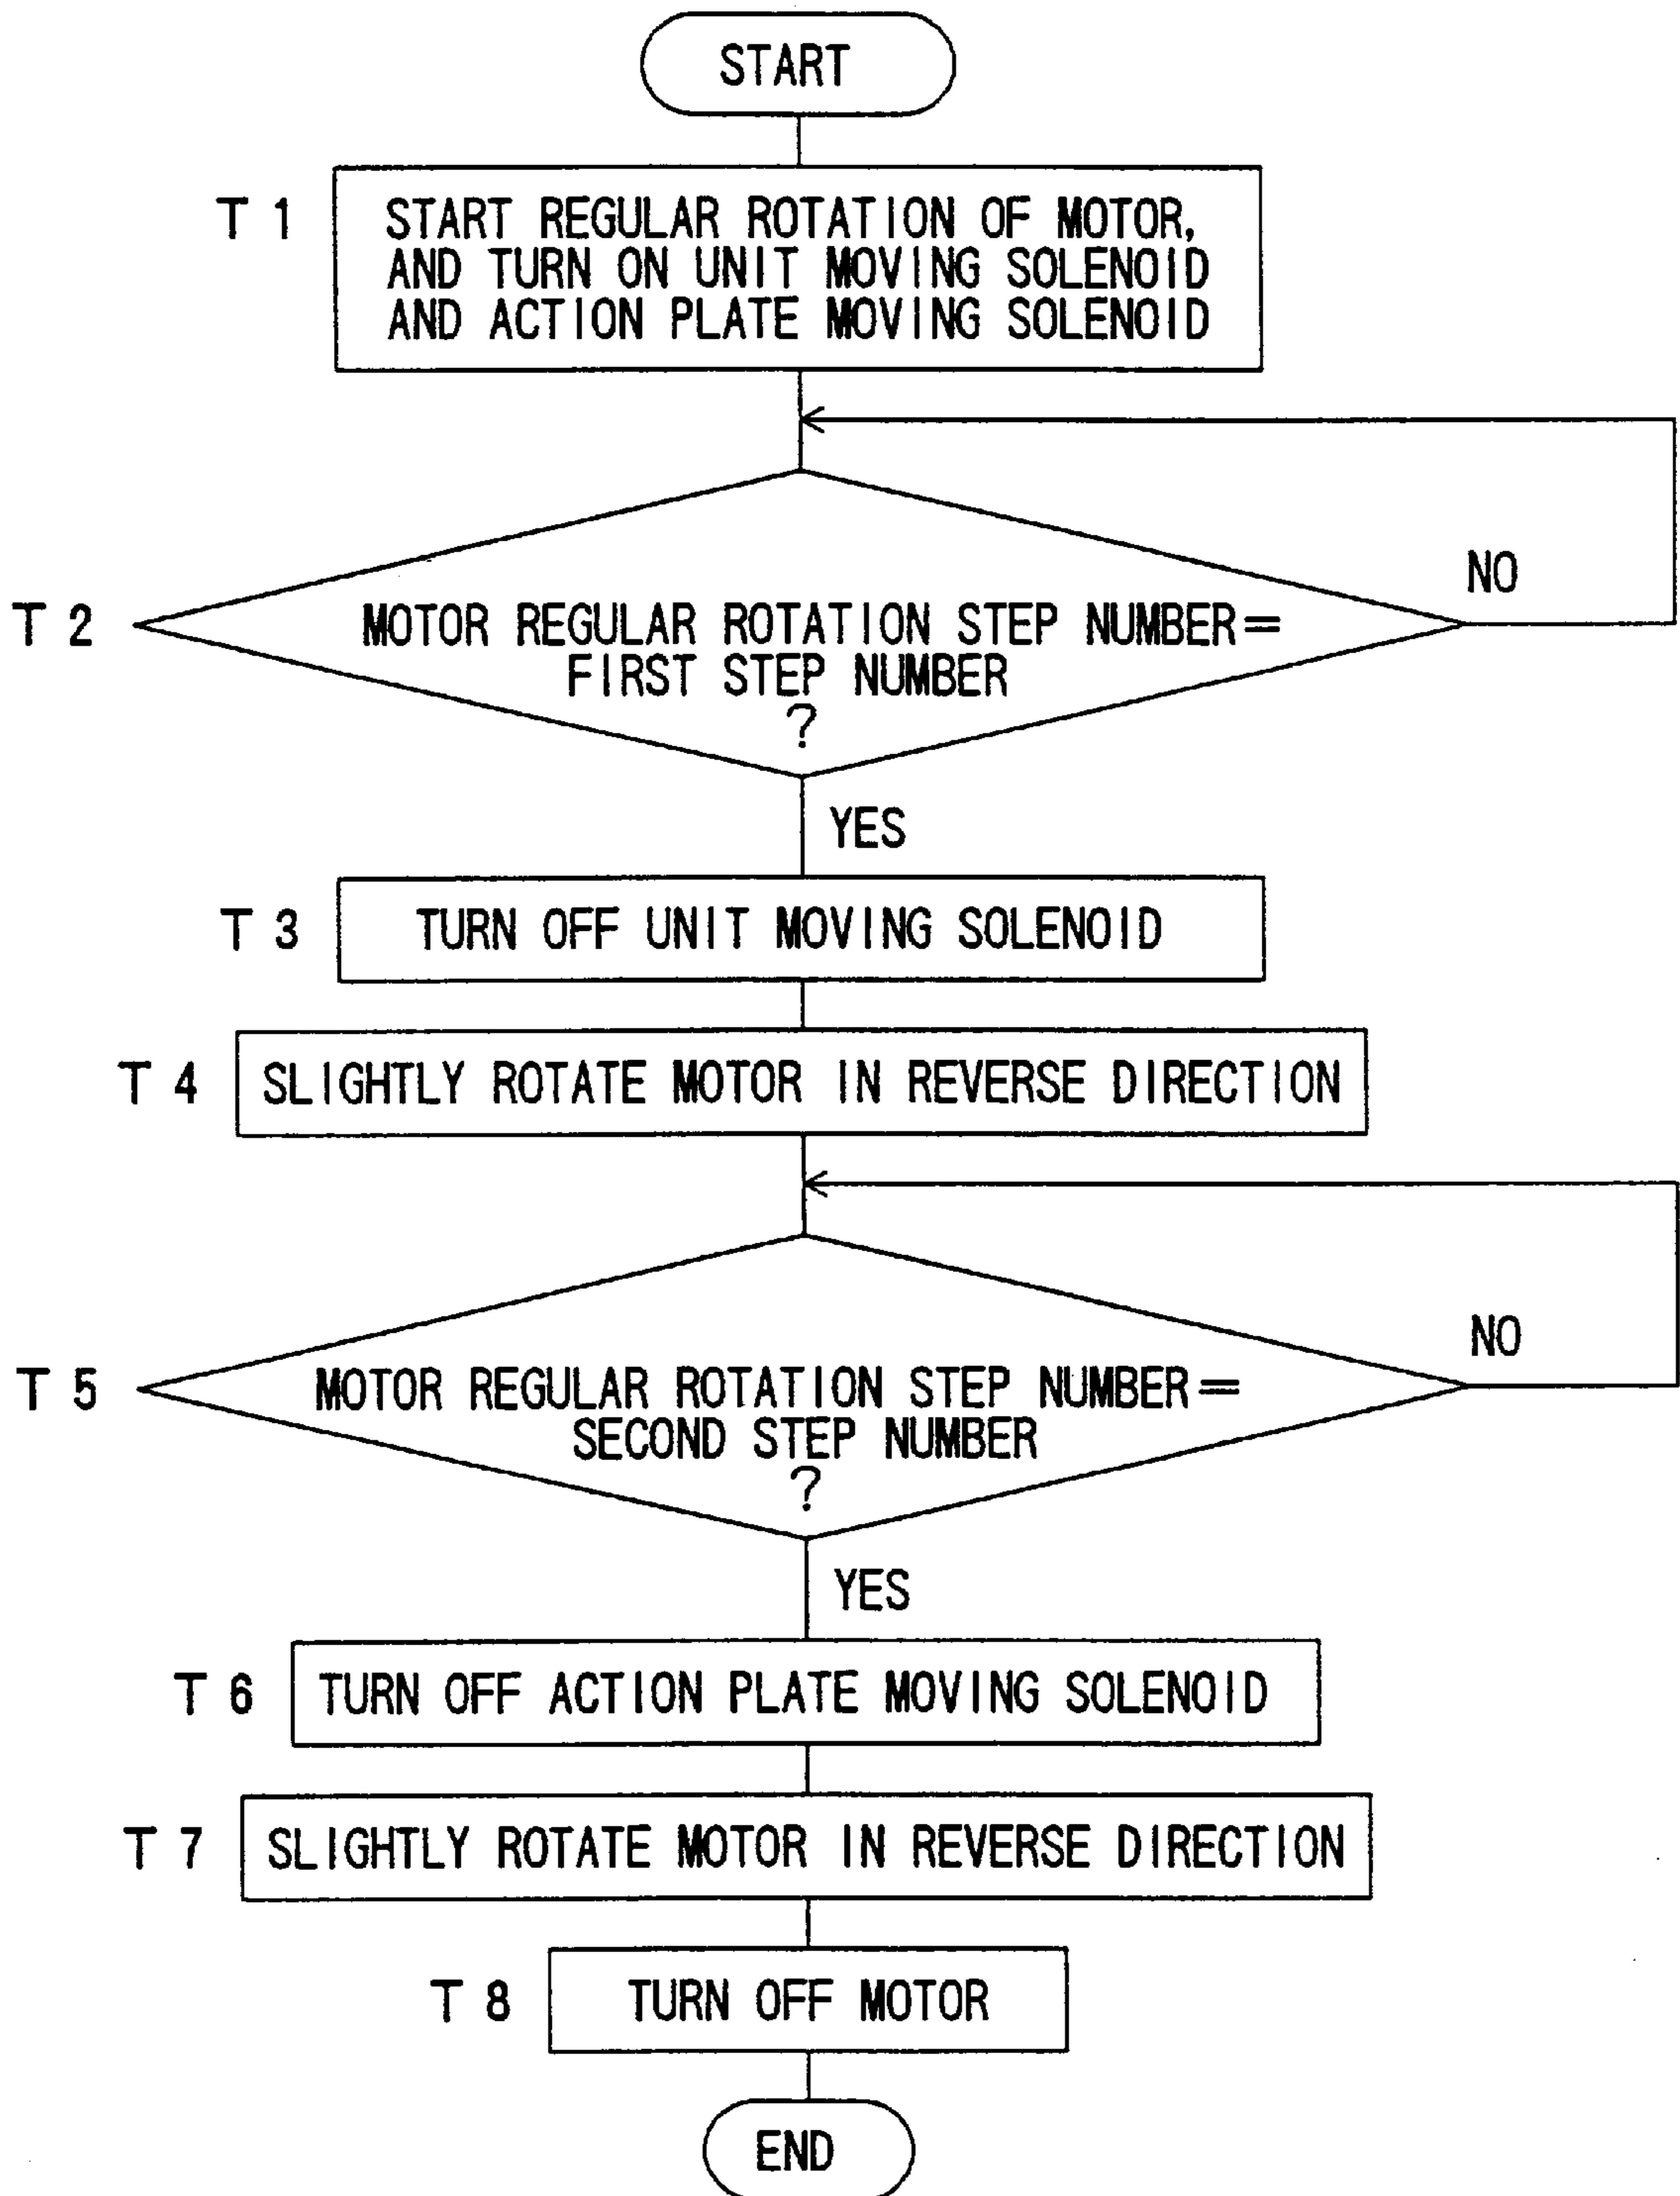 START
T 1
START REGULAR ROTATION OF MOTOR,
AND TURN ON UNIT MOVING SOLENOID
AND ACTION PLATE MOVING SOLENOID
NO
T 2
MOTOR REGULAR ROTATION STEP NUMBER=
FIRST STEP NUMBER
?
YES
T 3
TURN OFF UNIT MOVING SOLENOID
T 4
SLIGHTLY ROTATE MOTOR IN REVERSE DIRECTION
NO
T 5
MOTOR REGULAR ROTATION STEP NUMBER=
SECOND STEP NUMBER
?
YES
T 6
TURN OFF ACTION PLATE MOVING SOLENOID
T 7
SLIGHTLY ROTATE MOTOR IN REVERSE DIRECTION
T 8
TURN OFF MOTOR
END